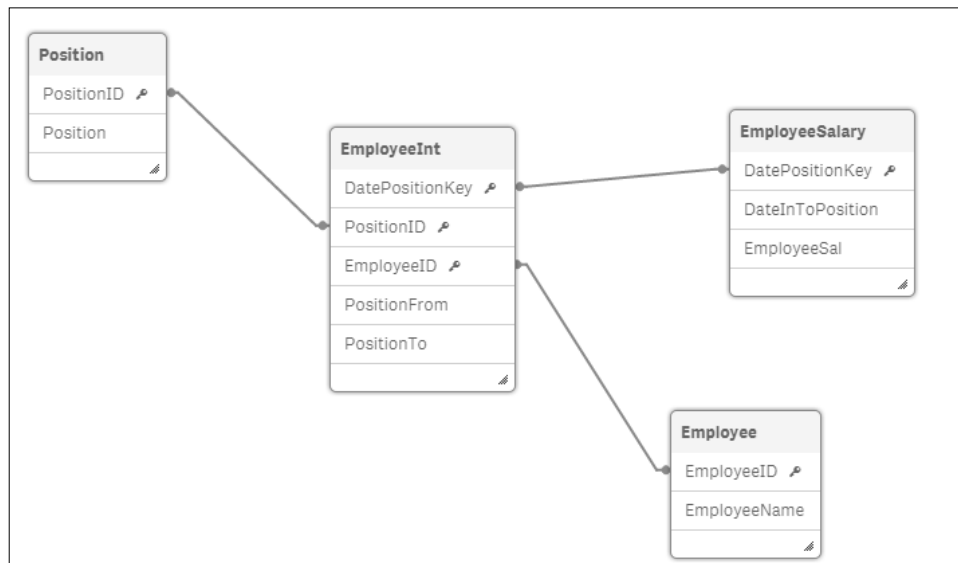 Position
PositionID
Position
EmployeeInt
DatePositionKey
PositionID
EmployeeID
PositionFrom
PositionTo
EmployeeSalary
DatePositionKey
DateInToPosition
EmployeeSal
Employee
EmployeeID
EmployeeName